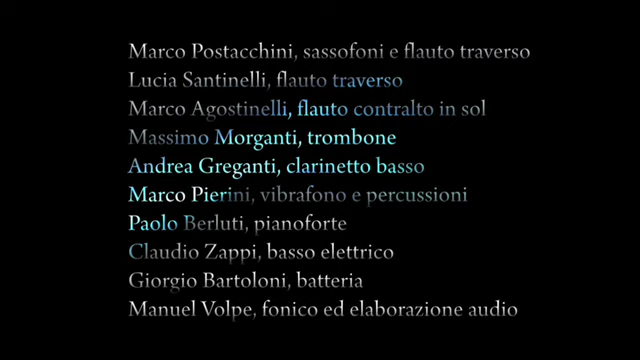 Marco Postacchini, sassofoni e flauto traverso
Lucia Santinelli, flauto traverso
Marco Agostinelli, flauto contralto in sol
Massimo Morganti, trombone
Andrea Greganti, clarinetto basso
Marco Pierini, vibrafono e percussioni
Paolo Berluti, pianoforte
Claudio Zappi, basso elettrico
Giorgio Bartoloni, batteria
Manuel Volpe, fonico ed elaborazione audio